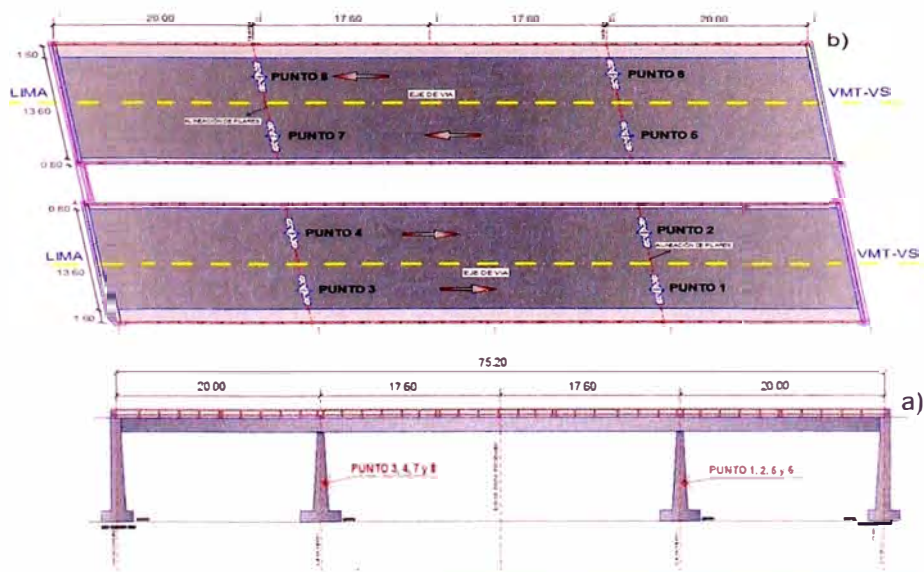 20.00 17.60 17.60 20.00
b)
1.60
PUNTO 8 PUNTO 6
LIMA EJE DE VIA VMT-VS
13.60
ALINEACIÓN DE PILARES
PUNTO 7 PUNTO 5
0.80
0.80
PUNTO 4 PUNTO 2
ALINEACIÓN DE PILARES
LIMA VMT-VS
13.60 EJE DE VIA
PUNTO 3 PUNTO 1
1.60
75.20
20.00 17.60 17.60 20.00
a)
PUNTO 3, 4, 7 y 8 PUNTO 1, 2, 5 y 6